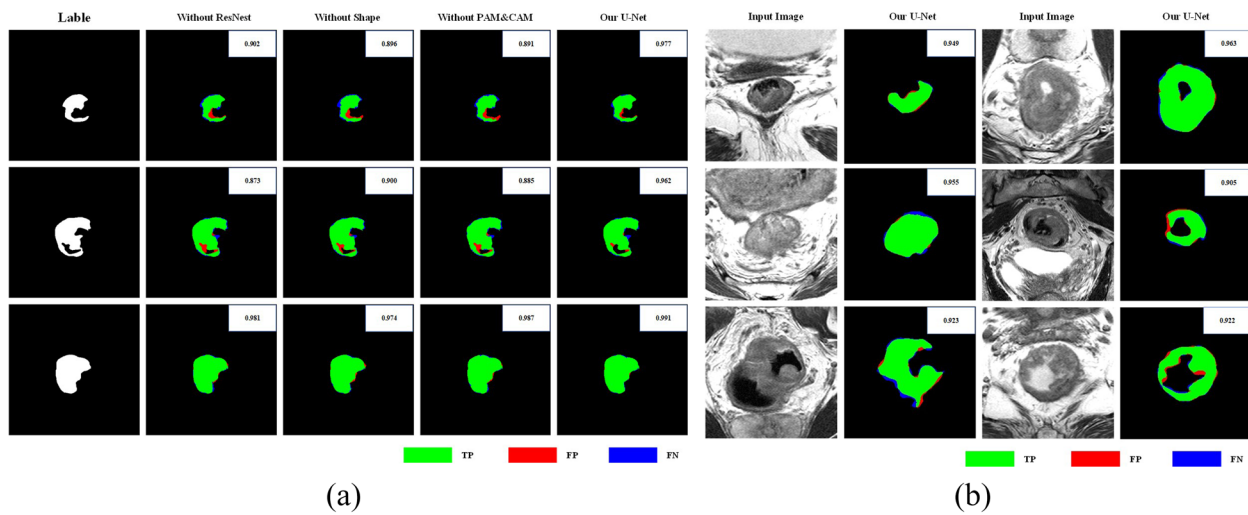 Lable Without ResNest Without Shape Without PAM&CAM Our U-Net
0.902 0.896 0.891 0.977
0.873 0.900 0.885 0.962
0.981 0.974 0.987 0.991
TP FP FN
(a)
Input Image Our U-Net Input Image Our U-Net
0.949 0.963
0.955 0.905
0.923 0.922
TP FP FN
(b)